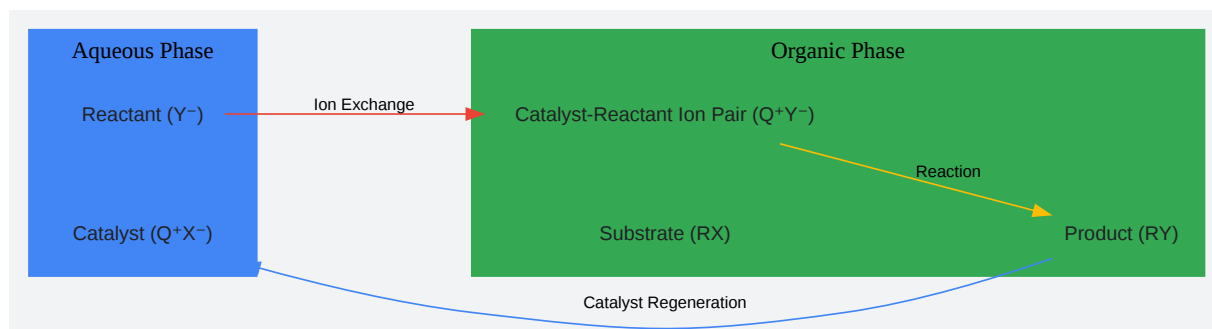 Aqueous Phase
Organic Phase
Reactant (Y⁻)
Ion Exchange
Catalyst-Reactant Ion Pair (Q⁺Y⁻)
Reaction
Catalyst (Q⁺X⁻)
Substrate (RX)
Product (RY)
Catalyst Regeneration